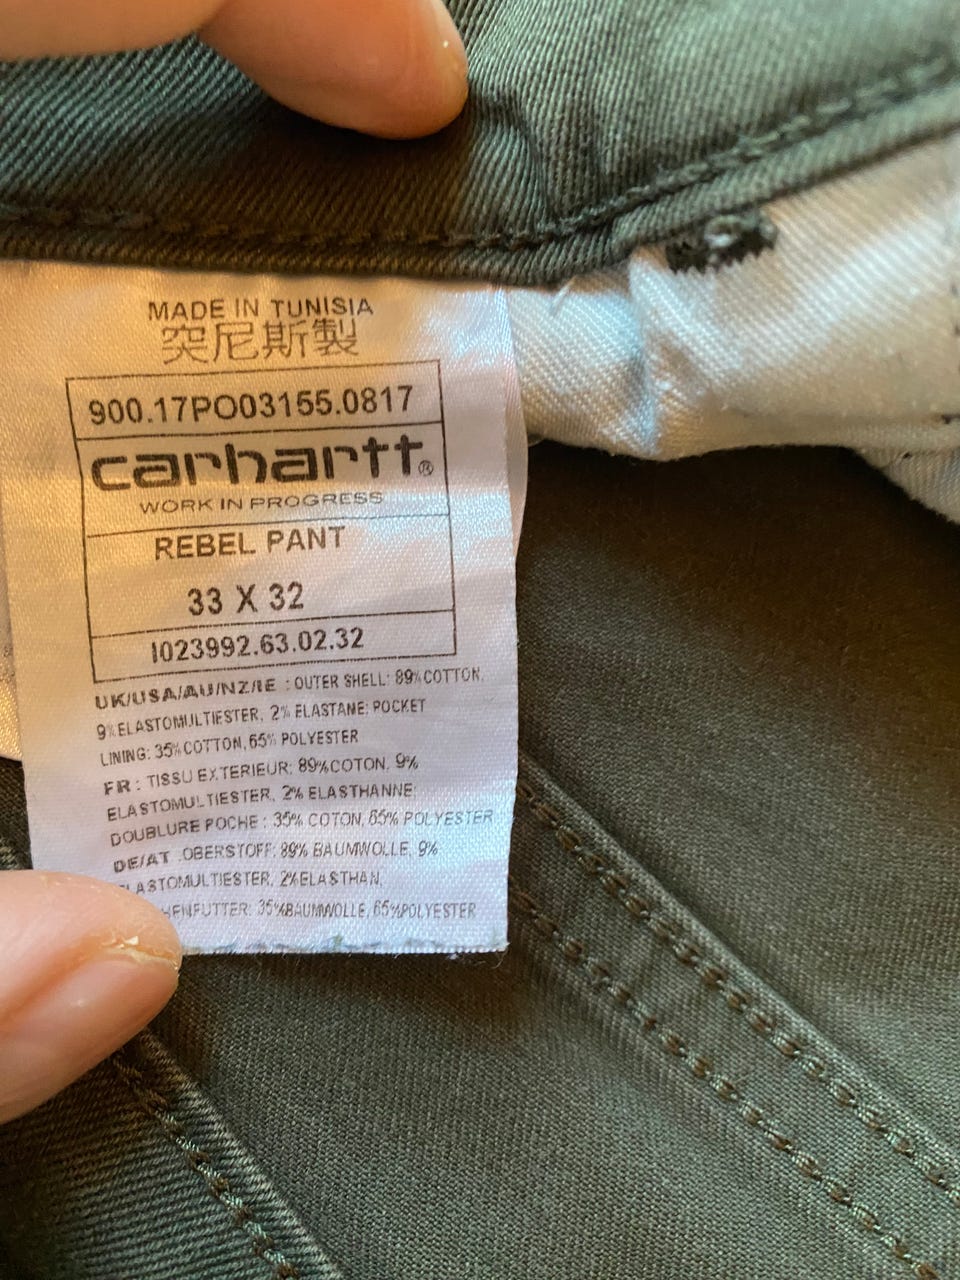 MADE IN TUNISIA
突尼斯製
900.17PO03155.0817
carhartt®
WORK IN PROGRESS
REBEL PANT
33 X 32
I023992.63.02.32
UK/USA/AU/NZ/IE : OUTER SHELL: 89% COTTON,
9% ELASTOMULTIESTER, 2% ELASTANE; POCKET
LINING: 35% COTTON, 65% POLYESTER
FR : TISSU EXTERIEUR: 89% COTON, 9%
ELASTOMULTIESTER, 2% ELASTHANNE;
DOUBLURE POCHE : 35% COTON, 65% POLYESTER
DE/AT :OBERSTOFF: 89% BAUMWOLLE, 9%
LASTOMULTIESTER, 2%ELASTHAN,
HENFUTTER: 35%BAUMWOLLE, 65%POLYESTER